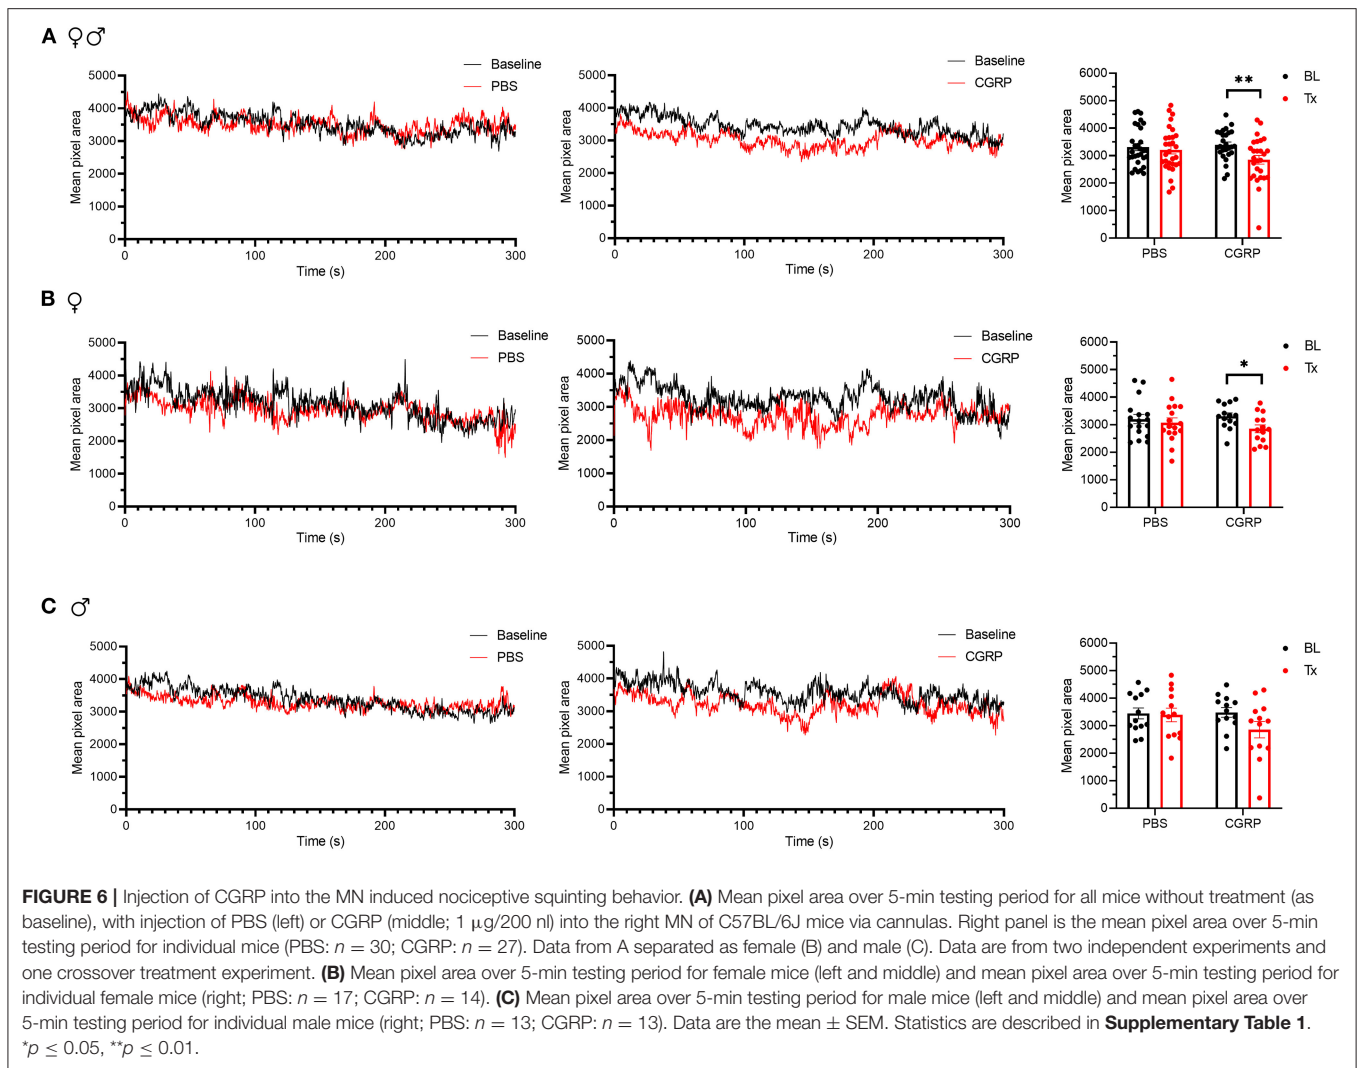 A ♀♂
Baseline
PBS
Mean pixel area
5000
4000
3000
2000
1000
0
0 100 200 300
Time (s)
Baseline
CGRP
Mean pixel area
5000
4000
3000
2000
1000
0
0 100 200 300
Time (s)
BL
Tx
**
Mean pixel area
6000
5000
4000
3000
2000
1000
0
PBS CGRP
B ♀
Baseline
PBS
Mean pixel area
5000
4000
3000
2000
1000
0
0 100 200 300
Time (s)
Baseline
CGRP
Mean pixel area
5000
4000
3000
2000
1000
0
0 100 200 300
Time (s)
BL
Tx
*
Mean pixel area
6000
5000
4000
3000
2000
1000
0
PBS CGRP
C ♂
Baseline
PBS
Mean pixel area
5000
4000
3000
2000
1000
0
0 100 200 300
Time (s)
Baseline
CGRP
Mean pixel area
5000
4000
3000
2000
1000
0
0 100 200 300
Time (s)
BL
Tx
Mean pixel area
6000
5000
4000
3000
2000
1000
0
PBS CGRP
FIGURE 6 | Injection of CGRP into the MN induced nociceptive squinting behavior. (A) Mean pixel area over 5-min testing period for all mice without treatment (as
baseline), with injection of PBS (left) or CGRP (middle; 1 μg/200 nl) into the right MN of C57BL/6J mice via cannulas. Right panel is the mean pixel area over 5-min
testing period for individual mice (PBS: n = 30; CGRP: n = 27). Data from A separated as female (B) and male (C). Data are from two independent experiments and
one crossover treatment experiment. (B) Mean pixel area over 5-min testing period for female mice (left and middle) and mean pixel area over 5-min testing period for
individual female mice (right; PBS: n = 17; CGRP: n = 14). (C) Mean pixel area over 5-min testing period for male mice (left and middle) and mean pixel area over
5-min testing period for individual male mice (right; PBS: n = 13; CGRP: n = 13). Data are the mean ± SEM. Statistics are described in Supplementary Table 1.
*p ≤ 0.05, **p ≤ 0.01.